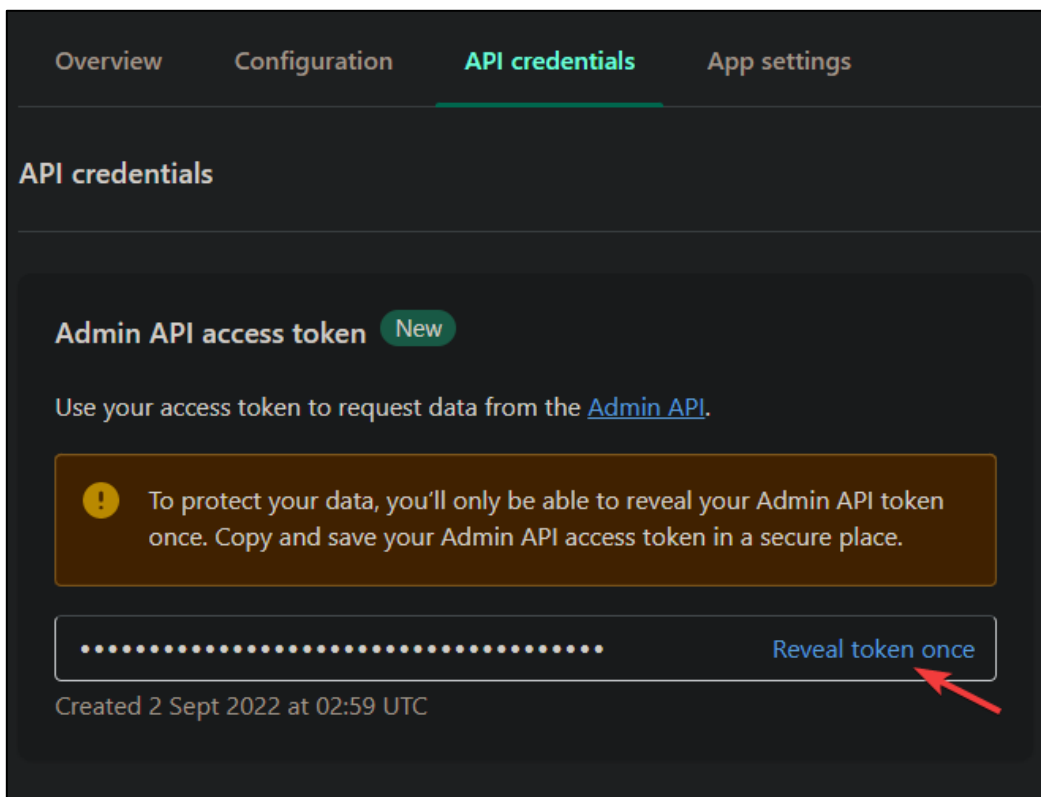 Overview Configuration API credentials App settings
API credentials
Admin API access token New
Use your access token to request data from the Admin API.
To protect your data, you'll only be able to reveal your Admin API token
once. Copy and save your Admin API access token in a secure place.
•••••••••••••••••••••••••••••••••••••• Reveal token once
Created 2 Sept 2022 at 02:59 UTC